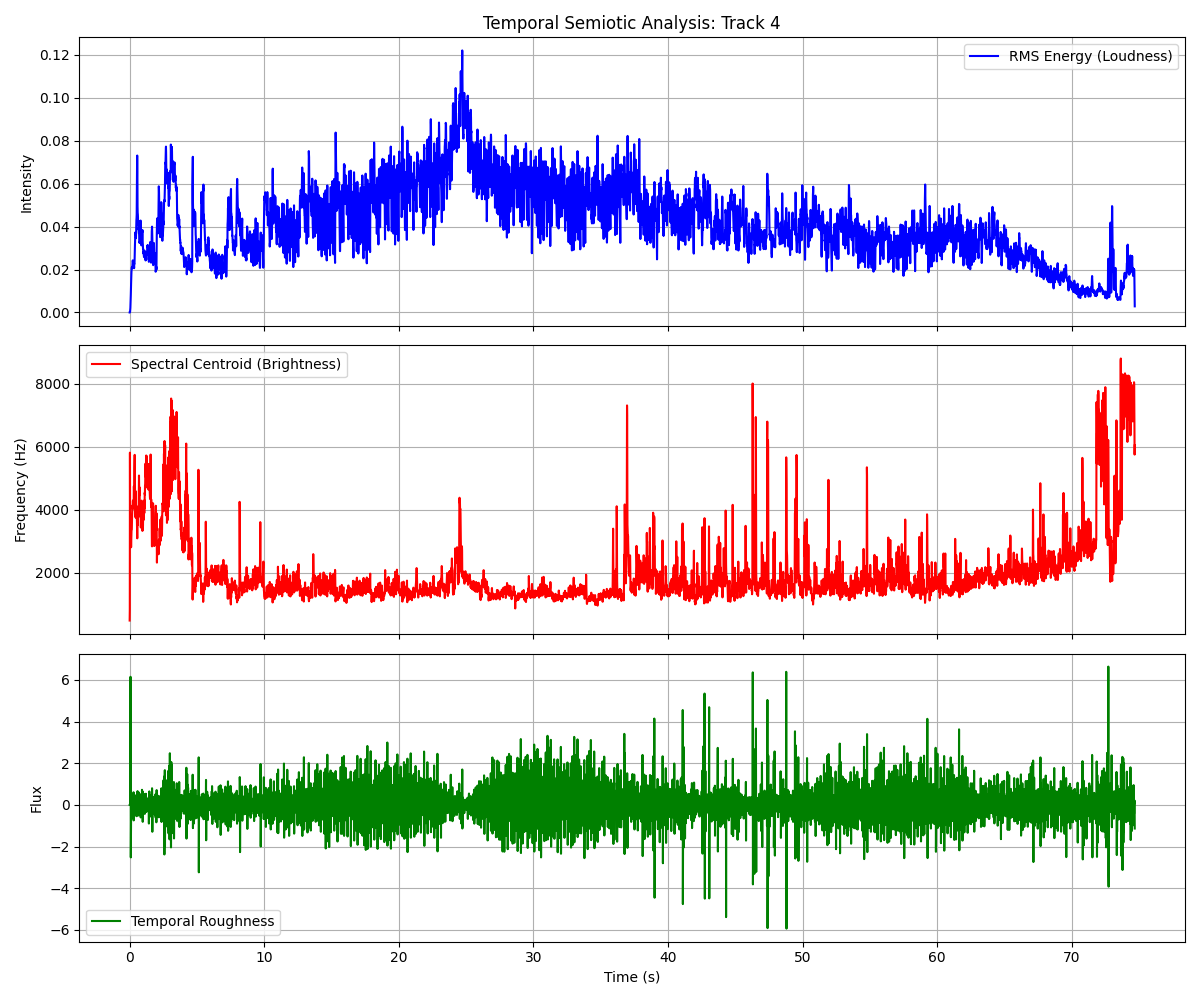 Temporal Semiotic Analysis: Track 4
RMS Energy (Loudness)
Intensity
0.12
0.10
0.08
0.06
0.04
0.02
0.00
Spectral Centroid (Brightness)
Frequency (Hz)
8000
6000
4000
2000
Flux
6
4
2
0
−2
−4
−6
Temporal Roughness
0 10 20 30 40 50 60 70
Time (s)